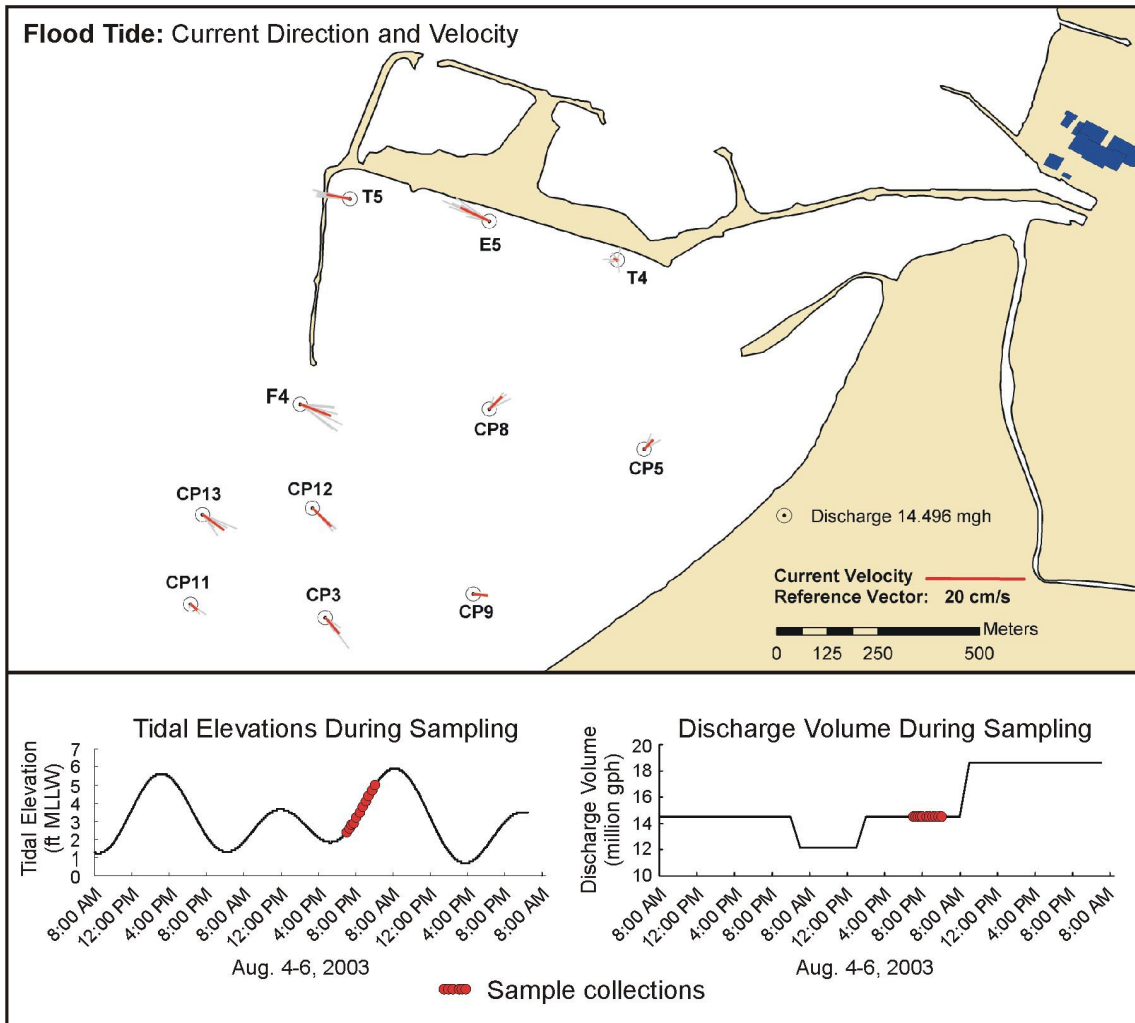 Flood Tide: Current Direction and Velocity
T5
E5
T4
F4
CP8
CP5
CP13
CP12
CP11
CP3
CP9
Discharge 14.496 mgh
Current Velocity
Reference Vector: 20 cm/s
Meters
0 125 250 500
Tidal Elevations During Sampling
Tidal Elevation
(ft MLLW)
7
6
5
4
3
2
1
0
8:00 AM
12:00 PM
4:00 PM
8:00 PM
12:00 PM
8:00 AM
12:00 PM
4:00 PM
8:00 PM
12:00 PM
4:00 PM
8:00 PM
8:00 AM
Aug. 4-6, 2003
Discharge Volume During Sampling
Discharge Volume
(million gph)
20
18
16
14
12
10
8:00 AM
12:00 PM
4:00 PM
8:00 PM
8:00 AM
12:00 PM
4:00 PM
8:00 PM
8:00 AM
12:00 PM
4:00 PM
8:00 PM
8:00 AM
Aug. 4-6, 2003
Sample collections